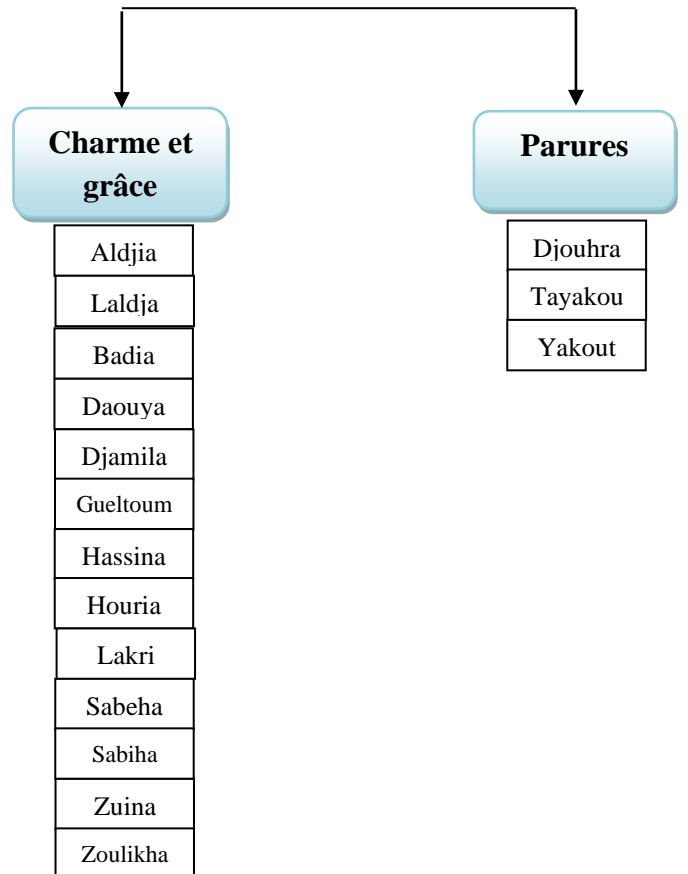 Charme et
grâce
Aldjia
Laldja
Badia
Daouya
Djamila
Gueltoum
Hassina
Houria
Lakri
Sabeha
Sabiha
Zuina
Zoulikha
Parures
Djouhra
Tayakou
Yakout